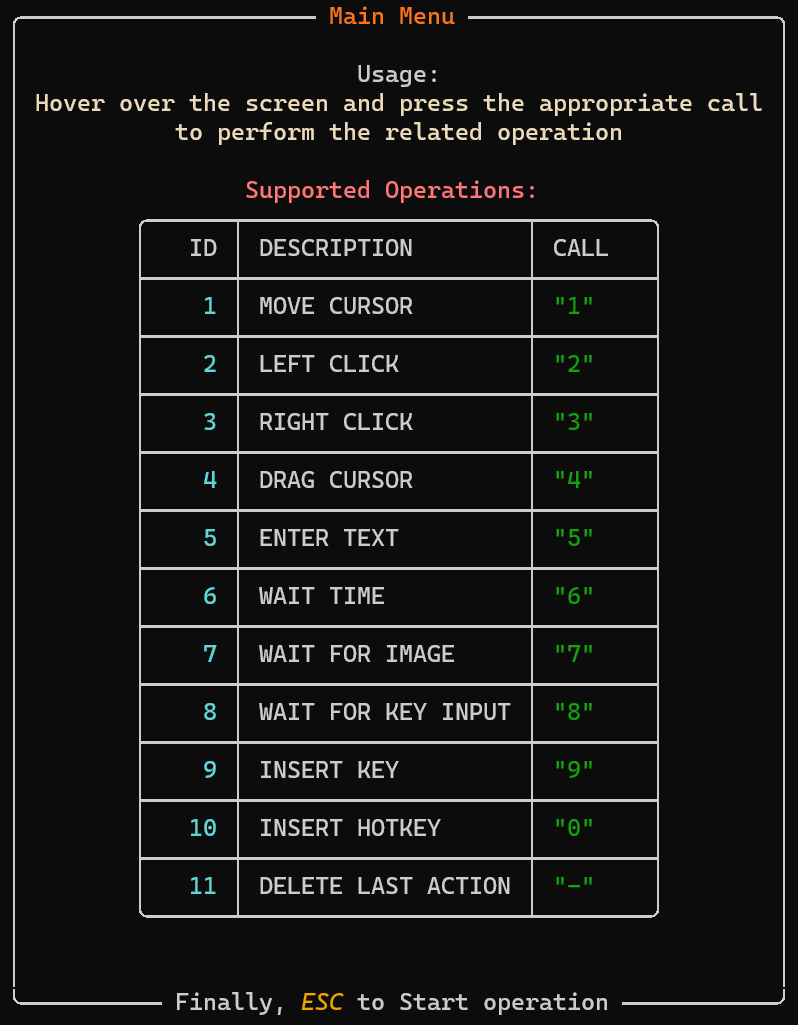 Main Menu
Usage:
Hover over the screen and press the appropriate call
to perform the related operation
Supported Operations:
ID DESCRIPTION CALL
1 MOVE CURSOR "1"
2 LEFT CLICK "2"
3 RIGHT CLICK "3"
4 DRAG CURSOR "4"
5 ENTER TEXT "5"
6 WAIT TIME "6"
7 WAIT FOR IMAGE "7"
8 WAIT FOR KEY INPUT "8"
9 INSERT KEY "9"
10 INSERT HOTKEY "0"
11 DELETE LAST ACTION "-"
Finally, ESC to Start operation